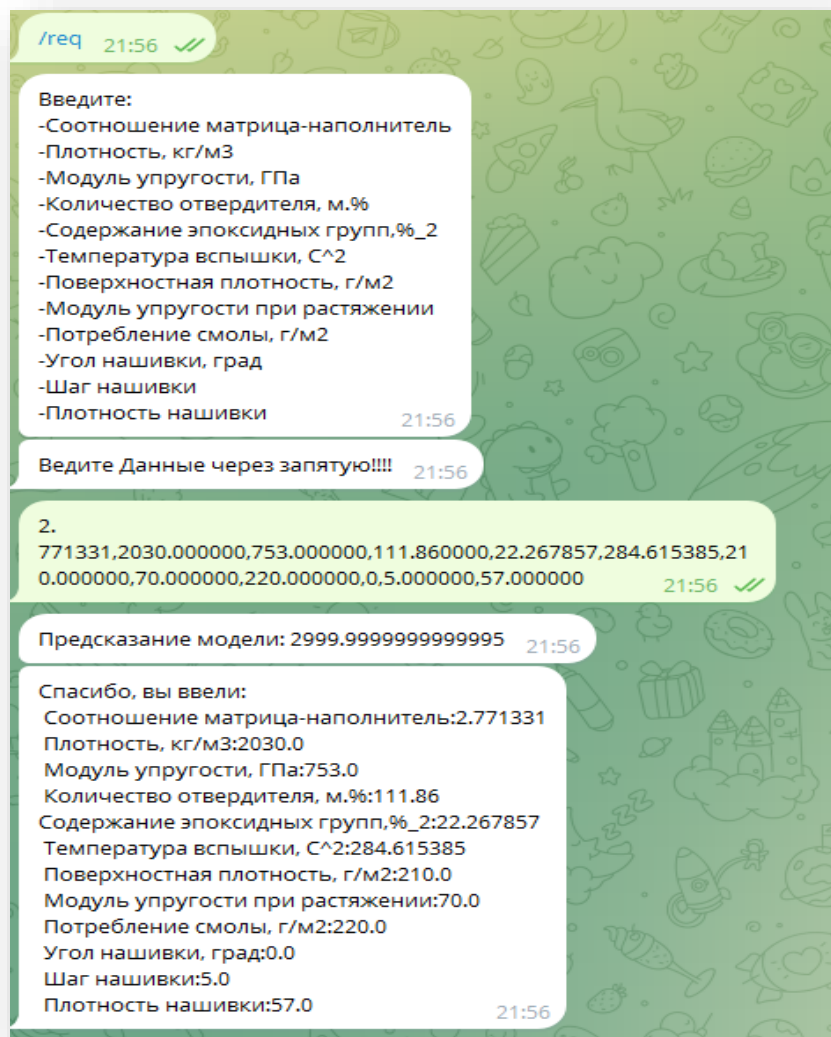 /req 21:56
Введите:
-Соотношение матрица-наполнитель
-Плотность, кг/м3
-Модуль упругости, ГПа
-Количество отвердителя, м.%
-Содержание эпоксидных групп,%_2
-Температура вспышки, С^2
-Поверхностная плотность, г/м2
-Модуль упругости при растяжении
-Потребление смолы, г/м2
-Угол нашивки, град
-Шаг нашивки
-Плотность нашивки 21:56
Ведите Данные через запятую!!!! 21:56
2.
771331,2030.000000,753.000000,111.860000,22.267857,284.615385,21
0.000000,70.000000,220.000000,0,5.000000,57.000000 21:56
Предсказание модели: 2999.9999999999995 21:56
Спасибо, вы ввели:
Соотношение матрица-наполнитель:2.771331
Плотность, кг/м3:2030.0
Модуль упругости, ГПа:753.0
Количество отвердителя, м.%:111.86
Содержание эпоксидных групп,%_2:22.267857
Температура вспышки, С^2:284.615385
Поверхностная плотность, г/м2:210.0
Модуль упругости при растяжении:70.0
Потребление смолы, г/м2:220.0
Угол нашивки, град:0.0
Шаг нашивки:5.0
Плотность нашивки:57.0 21:56